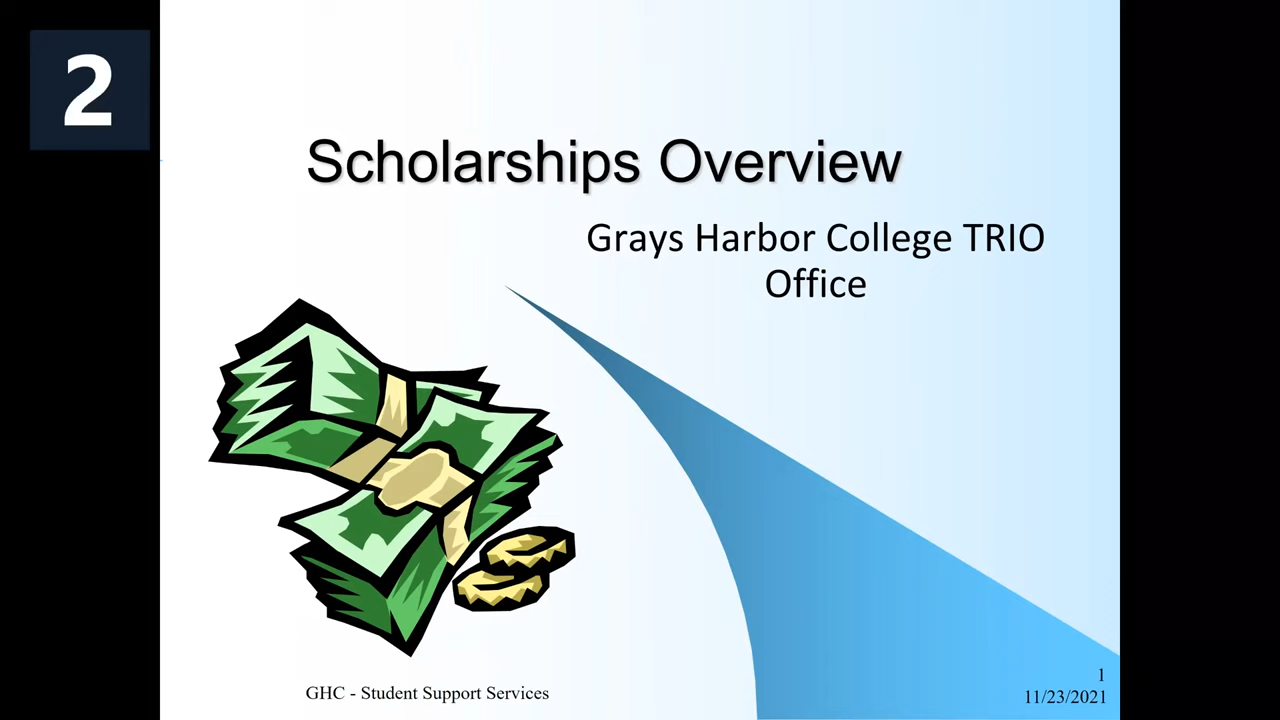 2
Scholarships Overview
Grays Harbor College TRIO
Office
GHC - Student Support Services
1
11/23/2021